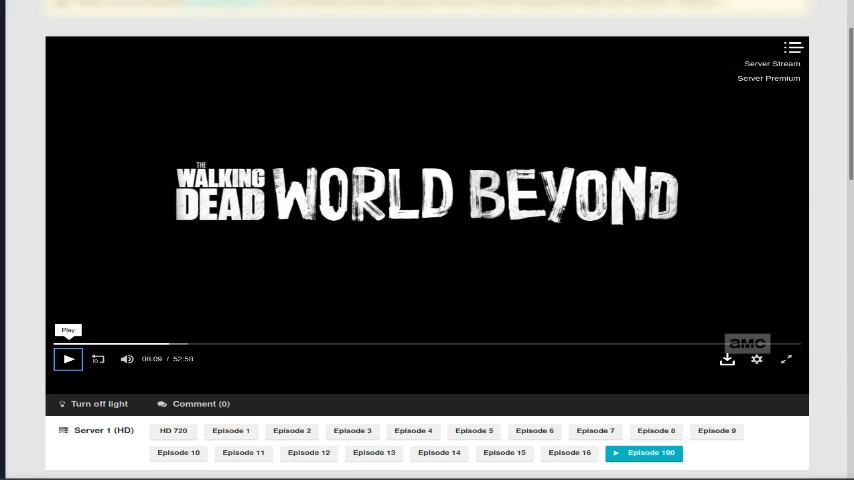 Server Stream
Server Premium
THE
WALKING
DEAD WORLD BEYOND
Play
amc
10
08:09 / 52:58
Turn off light Comment (0)
Server 1 (HD) HD 720 Episode 1 Episode 2 Episode 3 Episode 4 Episode 5 Episode 6 Episode 7 Episode 8 Episode 9
Episode 10 Episode 11 Episode 12 Episode 13 Episode 14 Episode 15 Episode 16 Episode 100